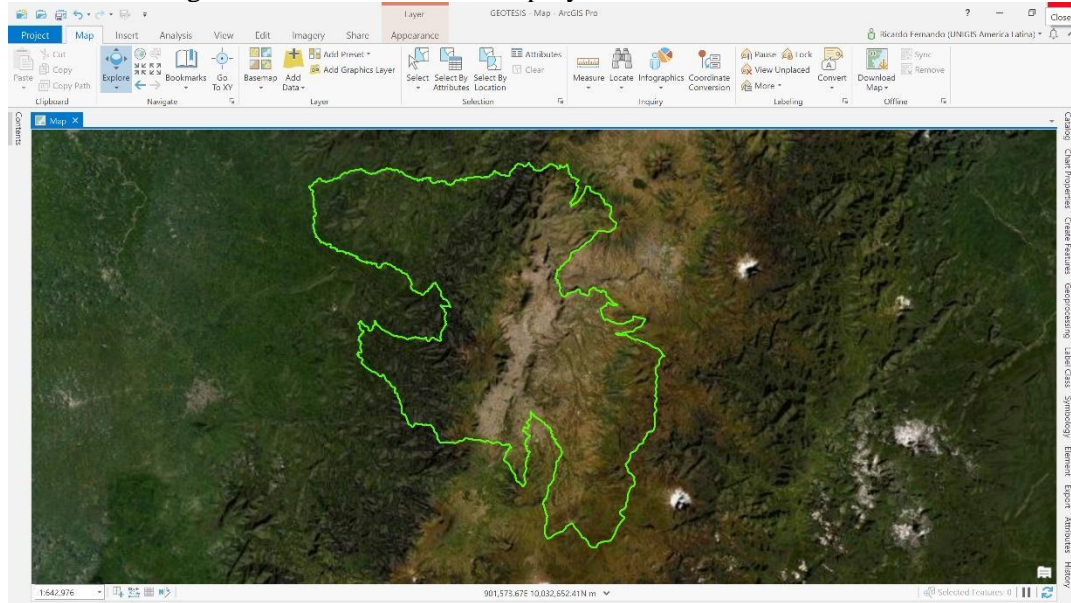 Layer
GEOTESIS - Map - ArcGIS Pro
?
Close
Project
Map
Insert
Analysis
View
Edit
Imagery
Share
Appearance
Ricardo Fernando (UNIGIS America Latina)
Paste
Cut
Copy
Copy Path
Clipboard
Explore
Bookmarks
Go To XY
Navigate
Basemap
Add Data
Add Preset
Add Graphics Layer
Layer
Select
Select By Attributes
Select By Location
Attributes
Clear
Selection
Measure
Locate
Infographics
Coordinate Conversion
Inquiry
Pause
Lock
View Unplaced
More
Convert
Labeling
Download Map
Sync
Remove
Offline
Contents
Map
Catalog
Chart Properties
Create Features
Geoprocessing
Label Class
Symbology
Element
Export
Attributes
History
1:642,976
901,573.67E 10,032,652.41N m
Selected Features: 0